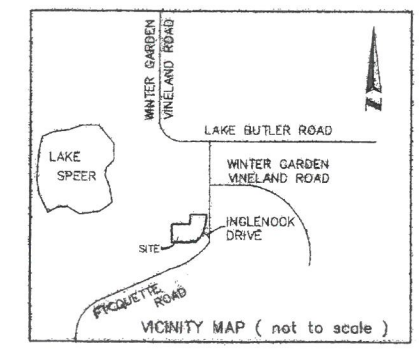 WINTER GARDEN
VINELAND ROAD
N
LAKE BUTLER ROAD
LAKE
SPEER
WINTER GARDEN
VINELAND ROAD
INGLENOOK
DRIVE
SITE
FICQUETTE
ROAD
VICINITY MAP ( not to scale )